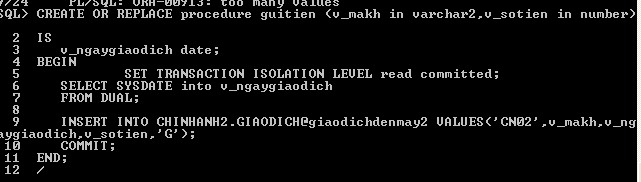 PL/SQL: ORA-00913: too many values
SQL> CREATE OR REPLACE procedure guitien (v_makh in varchar2,v_sotien in number)
2 IS
3 v_ngaygiaodich date;
4 BEGIN
5 SET TRANSACTION ISOLATION LEVEL read committed;
6 SELECT SYSDATE into v_ngaygiaodich
7 FROM DUAL;
8
9 INSERT INTO CHINHANH2.GIAODICH@giaodichdenmay2 VALUES('CN02',v_makh,v_ng
aygiaodich,v_sotien,'G');
10 COMMIT;
11 END;
12 /